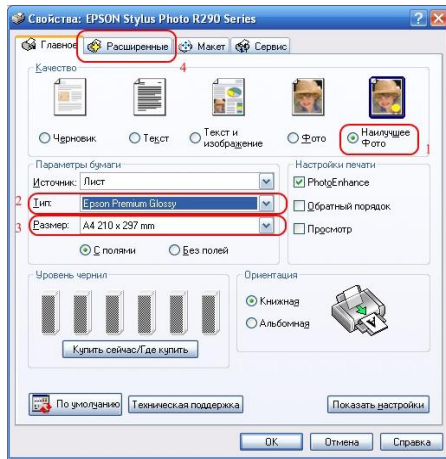 Свойства: EPSON Stylus Photo R290 Series
Главное Расширенные Макет Сервис
4
Качество
Черновик Текст Текст и изображение Фото Наилучшее Фото
1
Параметры бумаги Настройки печати
Источник: Лист PhotoEnhance
2 Тип: Epson Premium Glossy Обратный порядок
3 Размер: A4 210 x 297 mm Просмотр
С полями Без полей
Уровень чернил Ориентация
Книжная
Альбомная
A
Купить сейчас/Где купить
По умолчанию Техническая поддержка Показать настройки
OK Отмена Справка